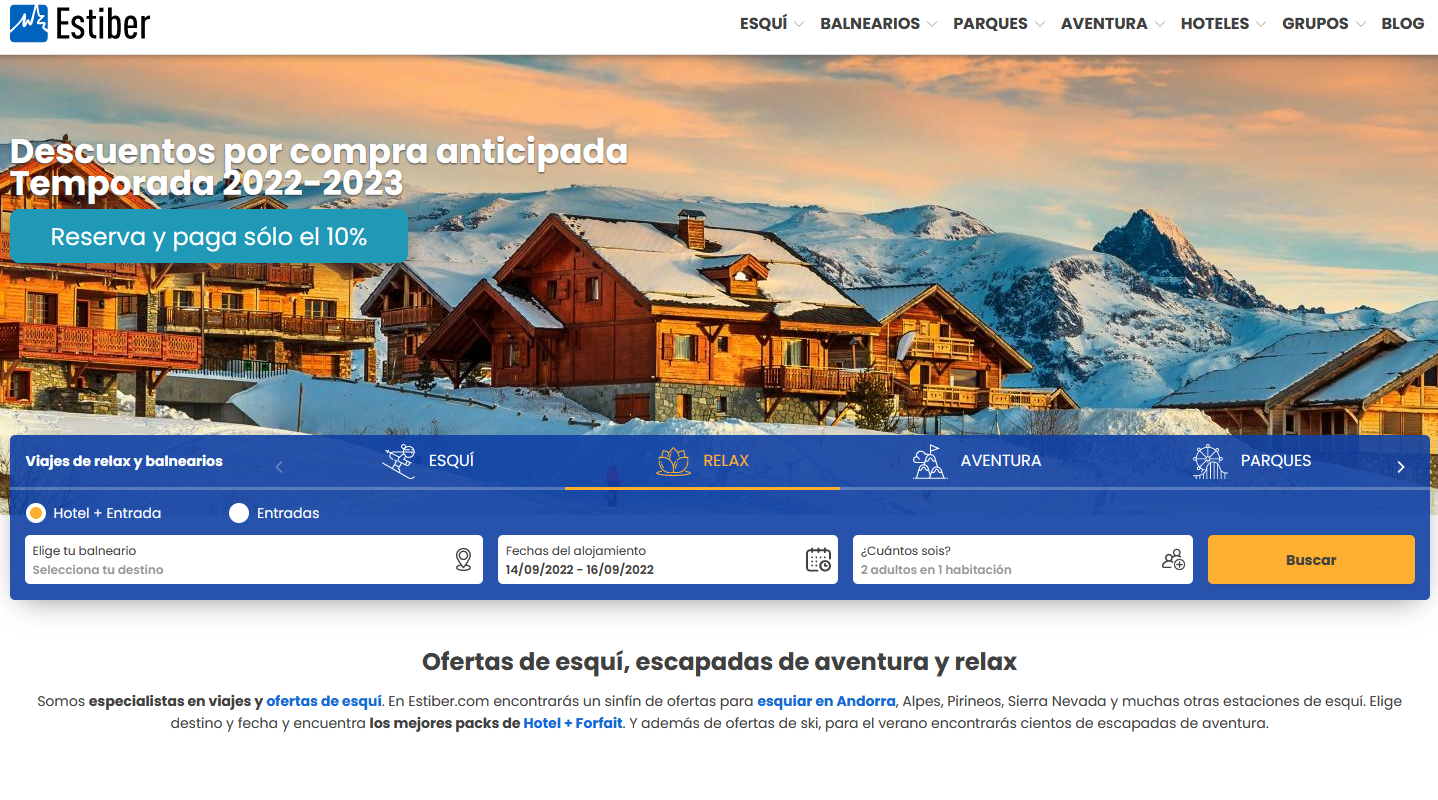 Estiber
ESQUÍ BALNEARIOS PARQUES AVENTURA HOTELES GRUPOS BLOG
Descuentos por compra anticipada
Temporada 2022-2023
Reserva y paga sólo el 10%
Viajes de relax y balnearios
ESQUÍ RELAX AVENTURA PARQUES
Hotel + Entrada Entradas
Elige tu balneario
Selecciona tu destino
Fechas del alojamiento
14/09/2022 - 16/09/2022
¿Cuántos sois?
2 adultos en 1 habitación
Buscar
Ofertas de esquí, escapadas de aventura y relax
Somos especialistas en viajes y ofertas de esquí. En Estiber.com encontrarás un sinfín de ofertas para esquiar en Andorra, Alpes, Pirineos, Sierra Nevada y muchas otras estaciones de esquí. Elige
destino y fecha y encuentra los mejores packs de Hotel + Forfait. Y además de ofertas de ski, para el verano encontrarás cientos de escapadas de aventura.